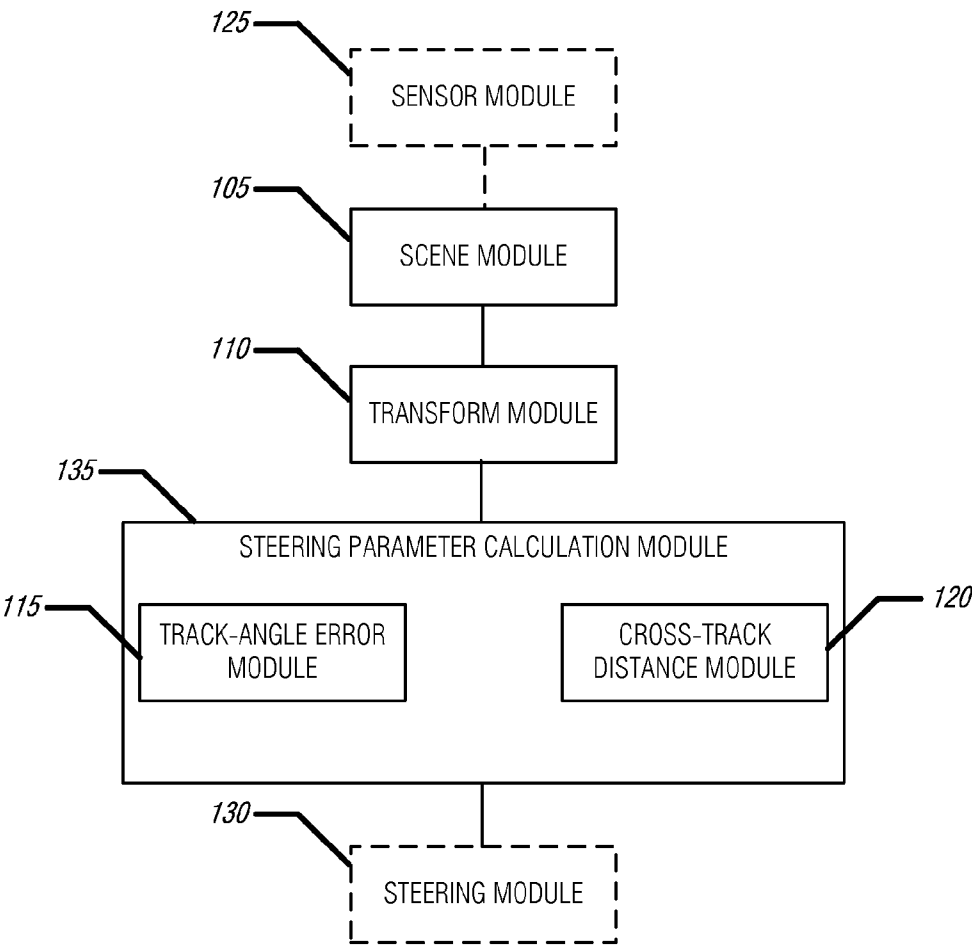 125
SENSOR MODULE
105
SCENE MODULE
110
TRANSFORM MODULE
135
STEERING PARAMETER CALCULATION MODULE
115
TRACK-ANGLE ERROR
MODULE
120
CROSS-TRACK
DISTANCE MODULE
130
STEERING MODULE